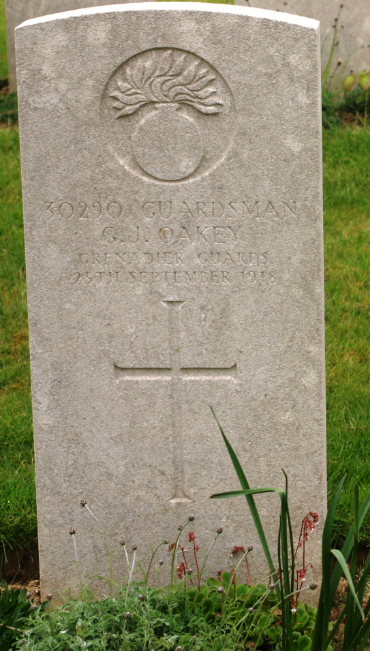 30290 GUARDSMAN
G. J. OAKEY
GRENADIER GUARDS
25TH SEPTEMBER 1918